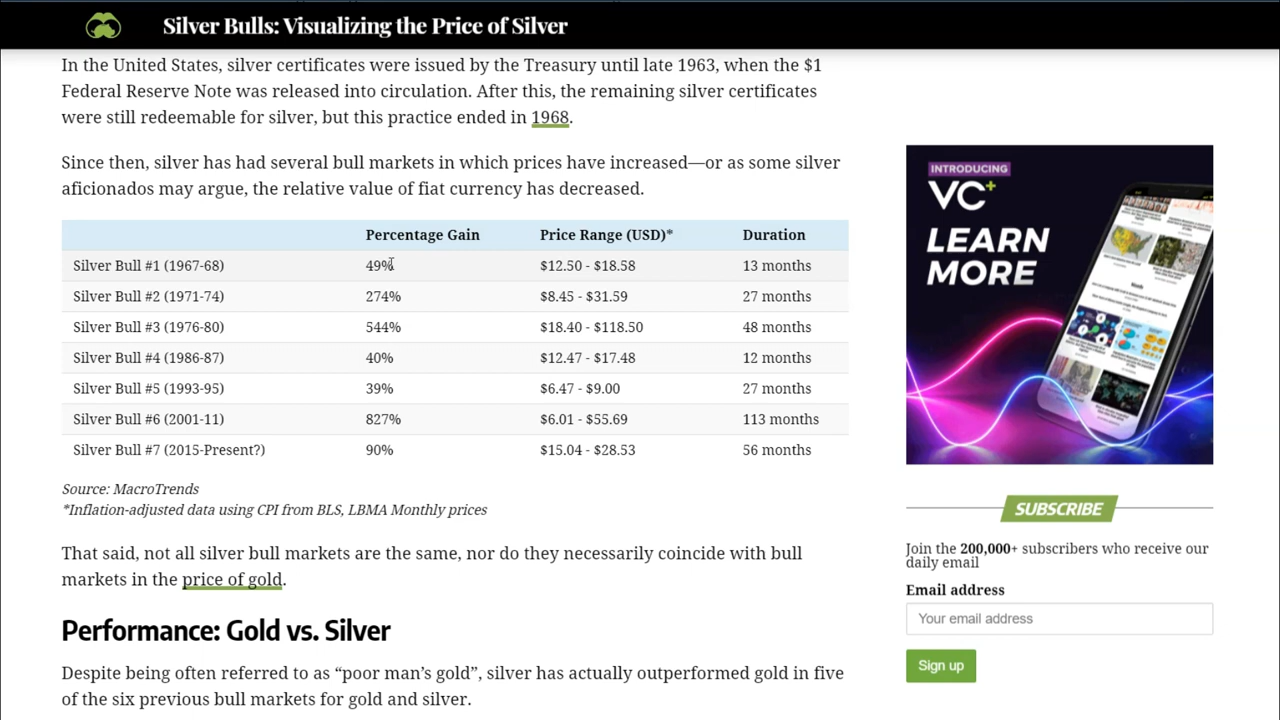 Silver Bulls: Visualizing the Price of Silver
In the United States, silver certificates were issued by the Treasury until late 1963, when the $1
Federal Reserve Note was released into circulation. After this, the remaining silver certificates
were still redeemable for silver, but this practice ended in 1968.
Since then, silver has had several bull markets in which prices have increased—or as some silver
aficionados may argue, the relative value of fiat currency has decreased.
Percentage Gain Price Range (USD)* Duration
Silver Bull #1 (1967-68) 49% $12.50 - $18.58 13 months
Silver Bull #2 (1971-74) 274% $8.45 - $31.59 27 months
Silver Bull #3 (1976-80) 544% $18.40 - $118.50 48 months
Silver Bull #4 (1986-87) 40% $12.47 - $17.48 12 months
Silver Bull #5 (1993-95) 39% $6.47 - $9.00 27 months
Silver Bull #6 (2001-11) 827% $6.01 - $55.69 113 months
Silver Bull #7 (2015-Present?) 90% $15.04 - $28.53 56 months
Source: MacroTrends
*Inflation-adjusted data using CPI from BLS, LBMA Monthly prices
That said, not all silver bull markets are the same, nor do they necessarily coincide with bull
markets in the price of gold.
Performance: Gold vs. Silver
Despite being often referred to as “poor man’s gold”, silver has actually outperformed gold in five
of the six previous bull markets for gold and silver.
INTRODUCING
VC+
LEARN
MORE
SUBSCRIBE
Join the 200,000+ subscribers who receive our
daily email
Email address
Your email address
Sign up